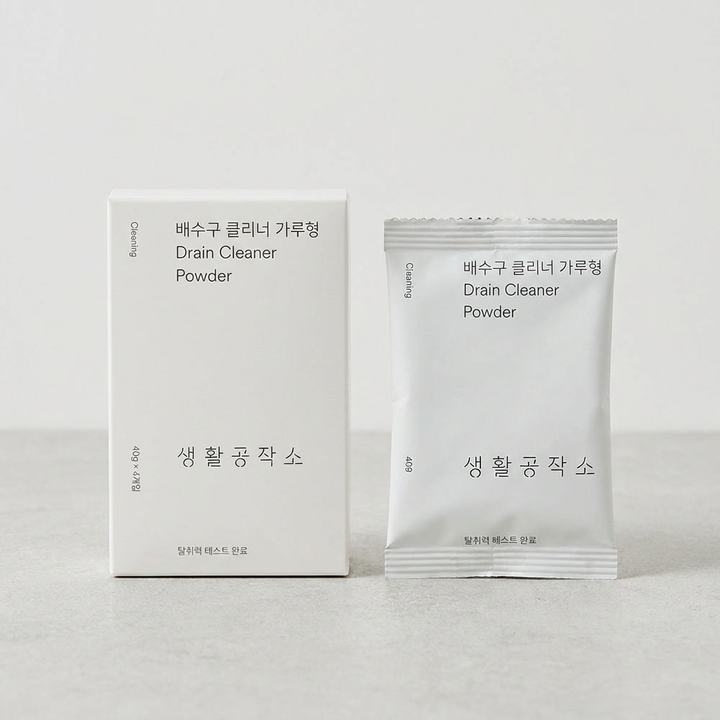 Cleaning
배수구 클리너 가루형
Drain Cleaner
Powder
40g × 4개입
생활공작소
탈취력 테스트 완료
Cleaning
배수구 클리너 가루형
Drain Cleaner
Powder
40g
생활공작소
탈취력 테스트 완료